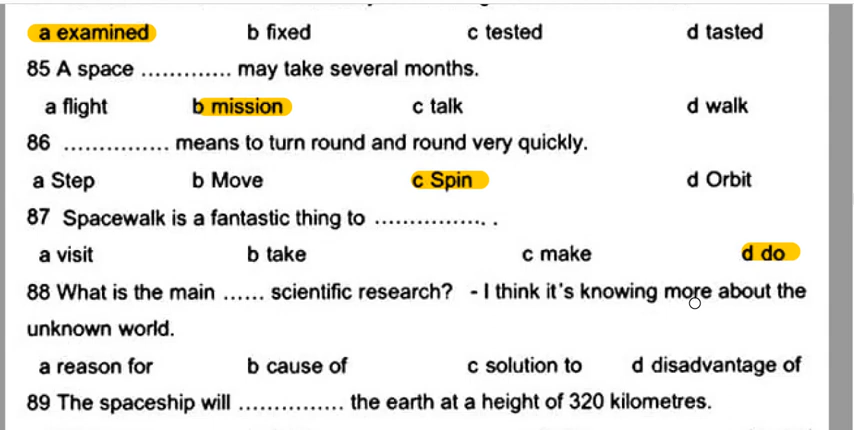 a examined b fixed c tested d tasted
85 A space .............. may take several months.
a flight b mission c talk d walk
86 ................ means to turn round and round very quickly.
a Step b Move c Spin d Orbit
87 Spacewalk is a fantastic thing to ................. .
a visit b take c make d do
88 What is the main ...... scientific research? - I think it's knowing more about the
unknown world.
a reason for b cause of c solution to d disadvantage of
89 The spaceship will ................ the earth at a height of 320 kilometres.